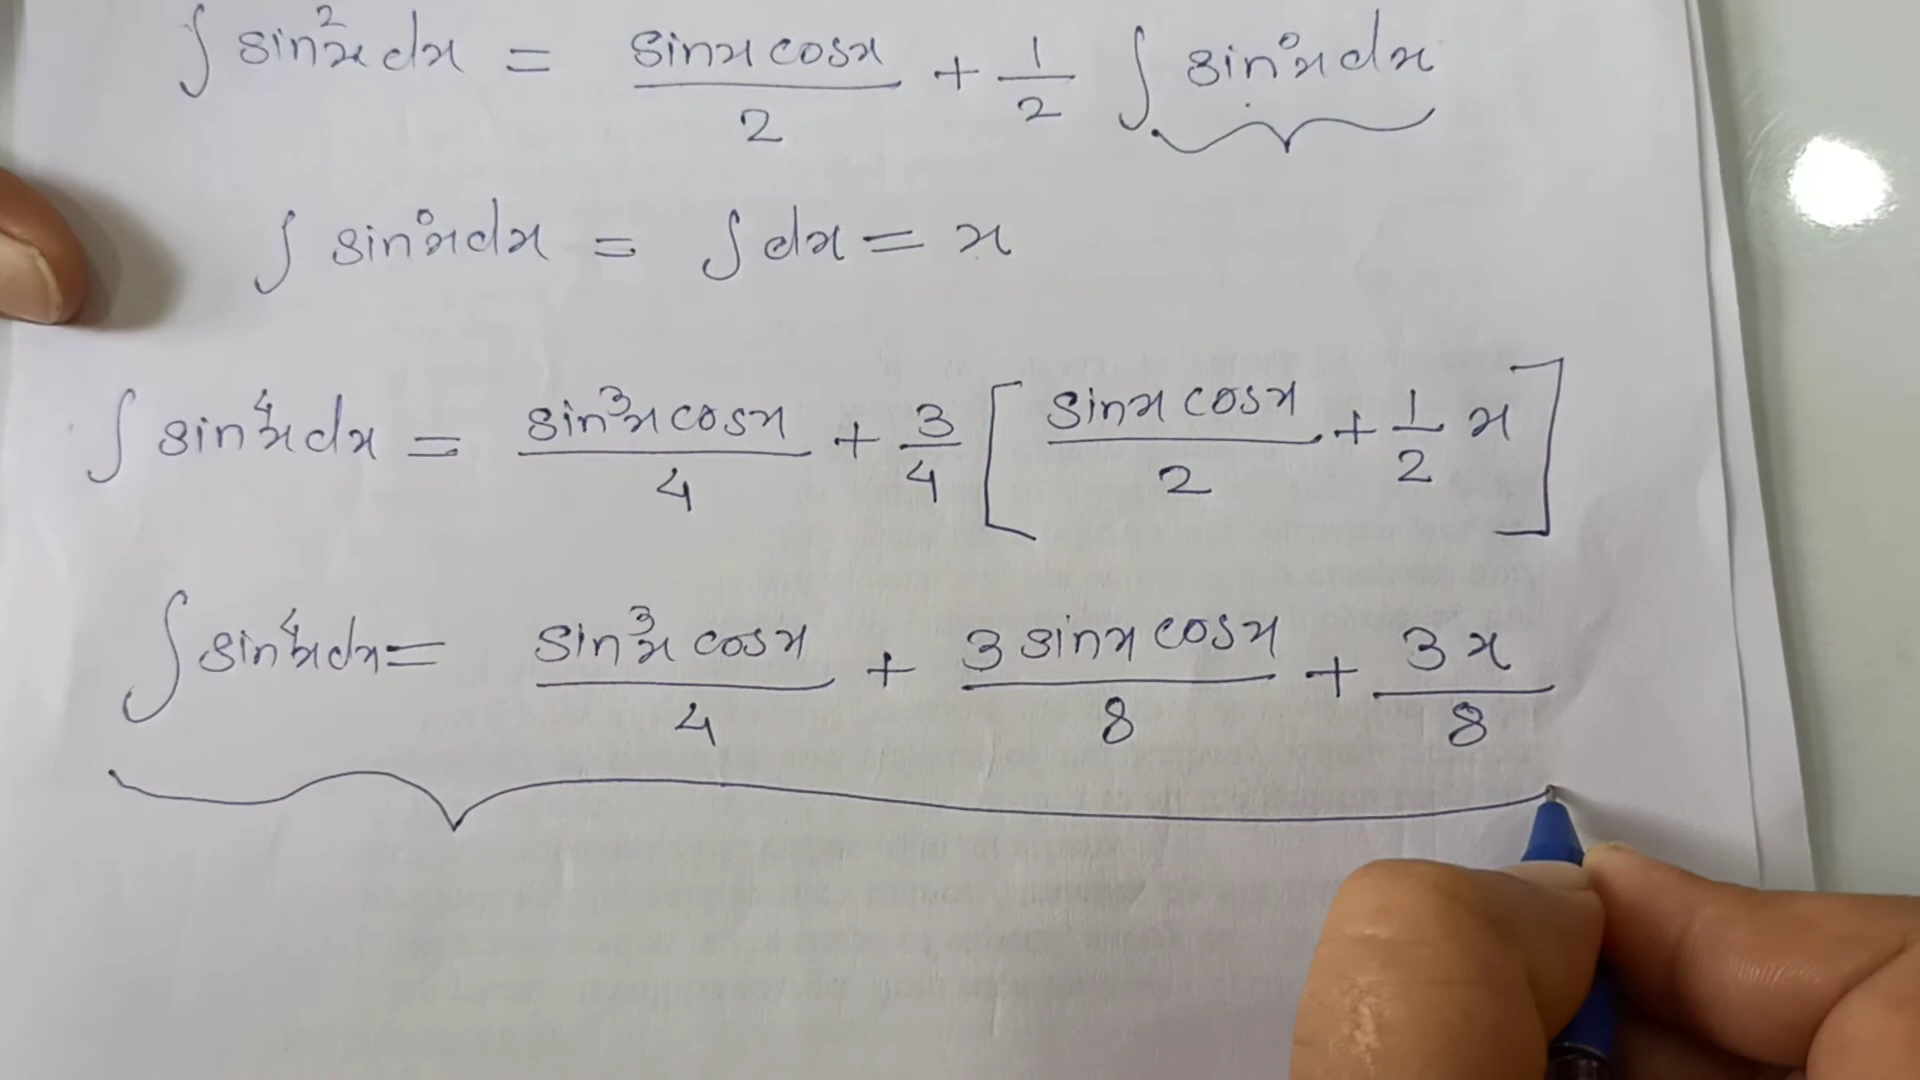 ∫ sin²x dx = sinx cosx / 2 + 1/2 ∫ sin⁰x dx
∫ sin⁰x dx = ∫ dx = x
∫ sin⁴x dx = sin³x cosx / 4 + 3/4 [ sinx cosx / 2 + 1/2 x ]
∫ sin⁴x dx = sin³x cosx / 4 + 3 sinx cosx / 8 + 3x / 8